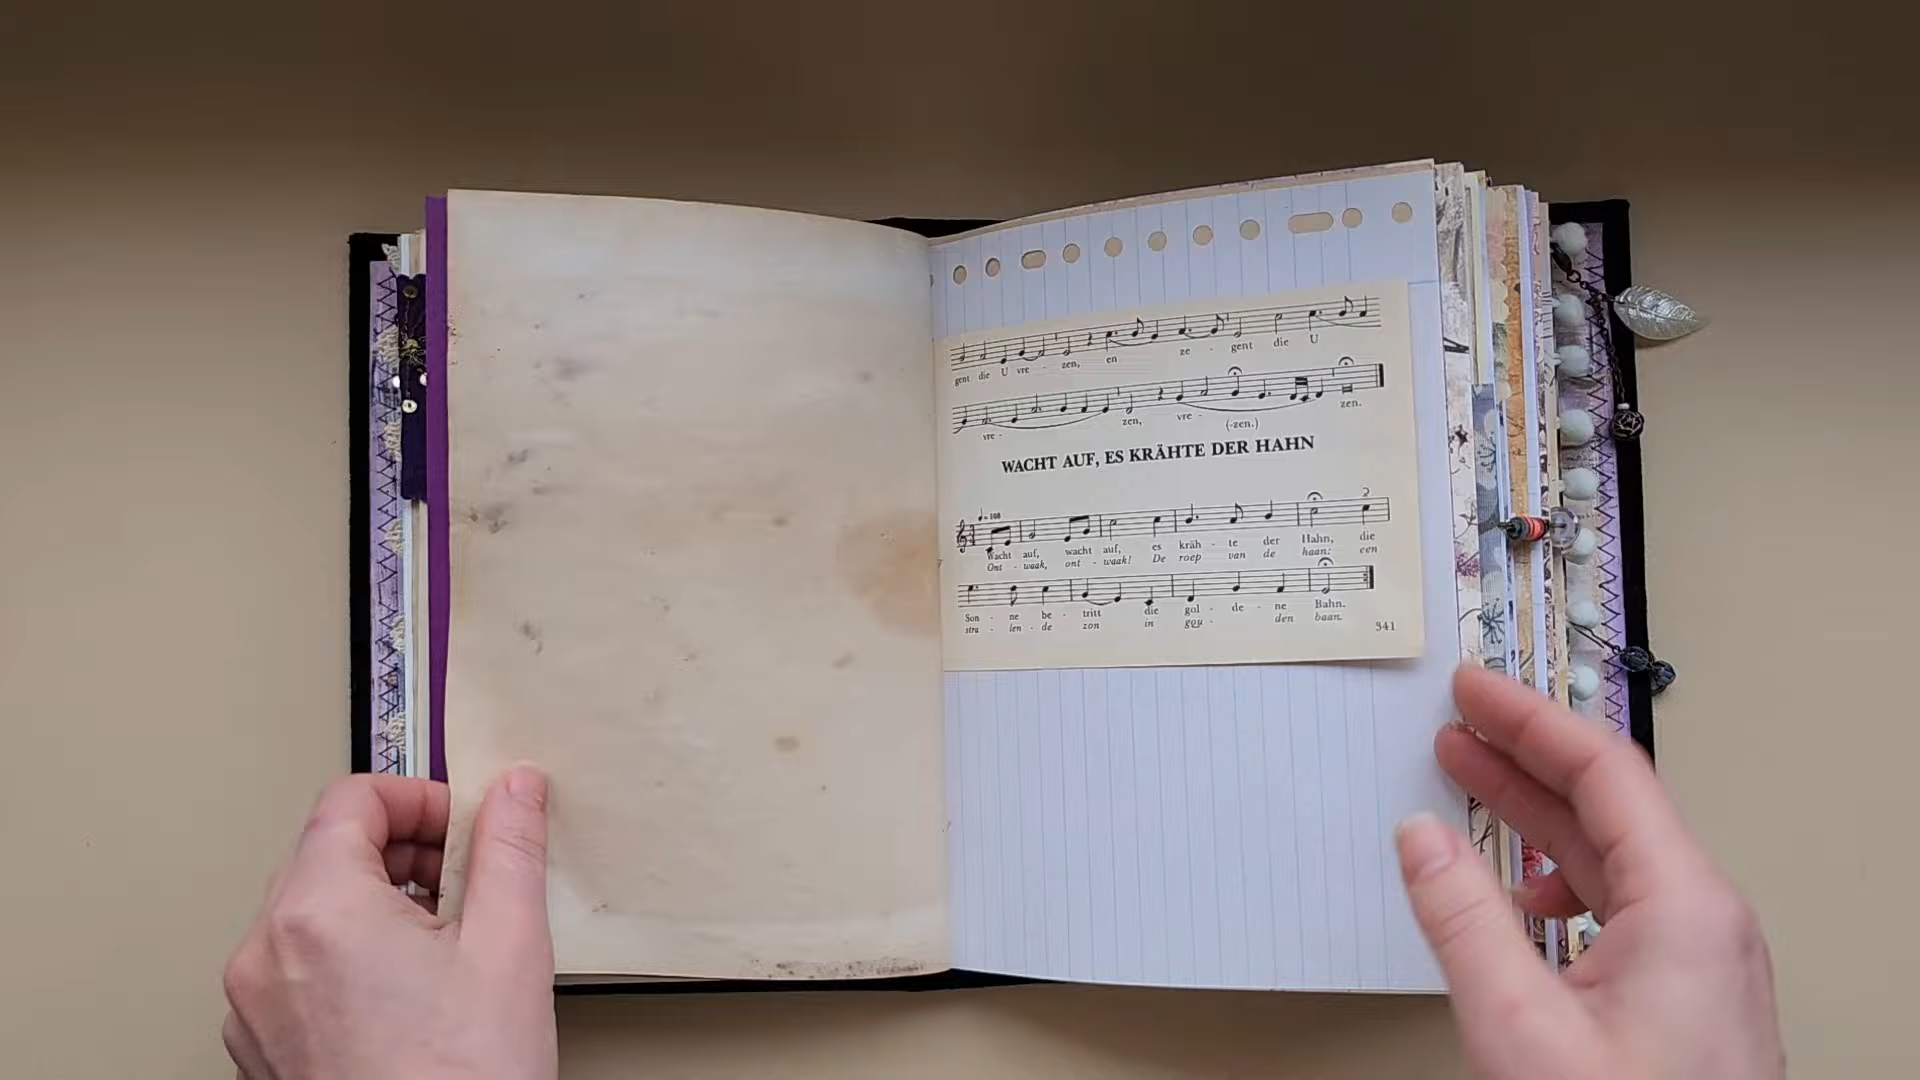 gent die U vre - zen, en ze - gent die U
vre - zen, vre - (-zen.) zen.
WACHT AUF, ES KRÄHTE DER HAHN
♩= 108
2
Wacht auf, wacht auf, es kräh - te der Hahn, die
Ont - waak, ont - waak! De roep van de haan: een
Son - ne be - tritt die gol - de - ne Bahn.
stra - len - de zon in gou - den baan.
341